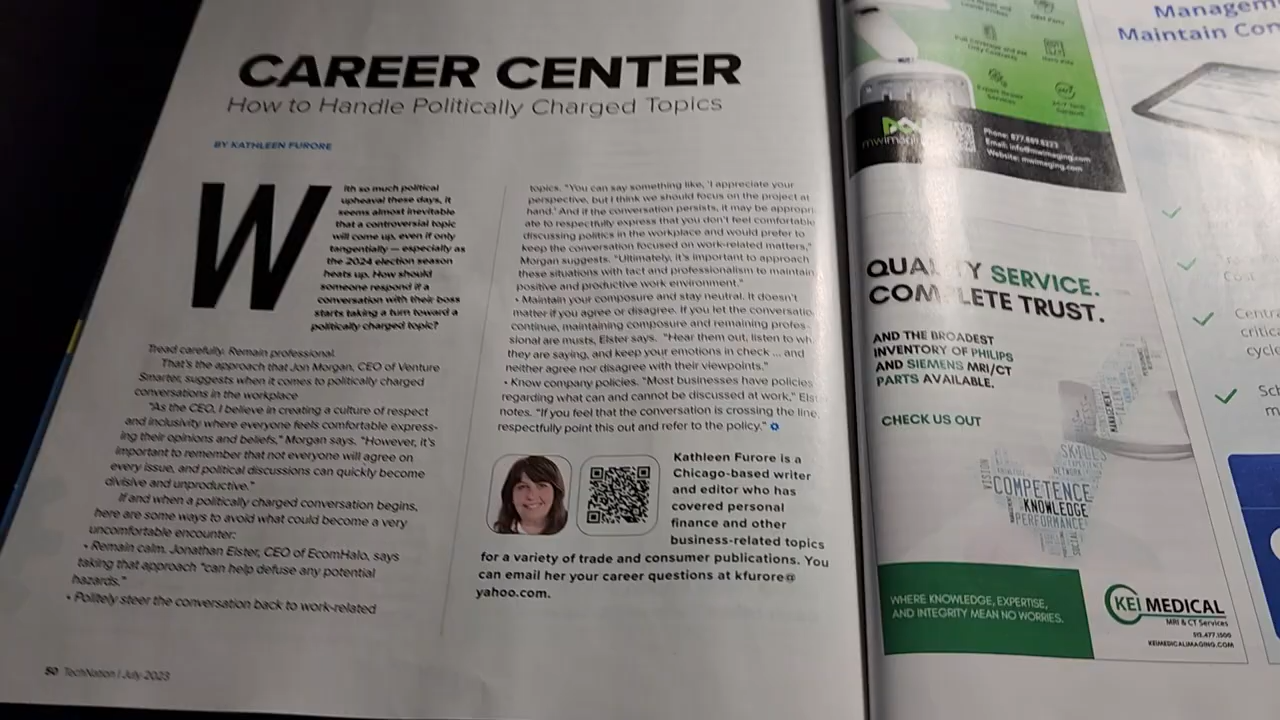 CAREER CENTER
How to Handle Politically Charged Topics
BY KATHLEEN FURORE
With so much political
upheaval these days, it
seems almost inevitable
that a controversial topic
will come up, even if only
tangentially — especially as
the 2024 election season
heats up. How should
someone respond if a
conversation with their boss
starts taking a turn toward a
politically charged topic?
Tread carefully. Remain professional.
That's the approach that Jon Morgan, CEO of Venture
Smarter, suggests when it comes to politically charged
conversations in the workplace
"As the CEO, I believe in creating a culture of respect
and inclusivity where everyone feels comfortable express-
ing their opinions and beliefs," Morgan says. "However, it's
important to remember that not everyone will agree on
every issue, and political discussions can quickly become
divisive and unproductive."
If and when a politically charged conversation begins,
here are some ways to avoid what could become a very
uncomfortable encounter:
• Remain calm. Jonathan Elster, CEO of EcomHalo, says
taking that approach "can help defuse any potential
hazards."
• Politely steer the conversation back to work-related
topics. "You can say something like, 'I appreciate your
perspective, but I think we should focus on the project at
hand.' And if the conversation persists, it may be appropri
ate to respectfully express that you don't feel comfortable
discussing politics in the workplace and would prefer to
keep the conversation focused on work-related matters,"
Morgan suggests. "Ultimately, it's important to approach
these situations with tact and professionalism to maintain
positive and productive work environment."
• Maintain your composure and stay neutral. It doesn't
matter if you agree or disagree. If you let the conversatio
continue, maintaining composure and remaining profes-
sional are musts, Elster says. "Hear them out, listen to wh
they are saying, and keep your emotions in check ... and
neither agree nor disagree with their viewpoints."
• Know company policies. "Most businesses have policies
regarding what can and cannot be discussed at work," Elst
notes. "If you feel that the conversation is crossing the line,
respectfully point this out and refer to the policy."
Kathleen Furore is a
Chicago-based writer
and editor who has
covered personal
finance and other
business-related topics
for a variety of trade and consumer publications. You
can email her your career questions at kfurore@
yahoo.com.
50 TechNation | July 2023
Phone: 877.889.8223
Email: info@mwimaging.com
Website: mwimaging.com
QUALITY SERVICE.
COMPLETE TRUST.
AND THE BROADEST
INVENTORY OF PHILIPS
AND SIEMENS MRI/CT
PARTS AVAILABLE.
CHECK US OUT
SKILLS
VISION
NETWORK
MANAGEMENT
COMPETENCE
KNOWLEDGE
PERFORMANCE
WHERE KNOWLEDGE, EXPERTISE,
AND INTEGRITY MEAN NO WORRIES.
KEI MEDICAL
MRI & CT Services
512.477.1500
KEIMEDICALIMAGING.COM
Managem
Maintain Con
Cost
Centra
critic
cycle
Sch
m